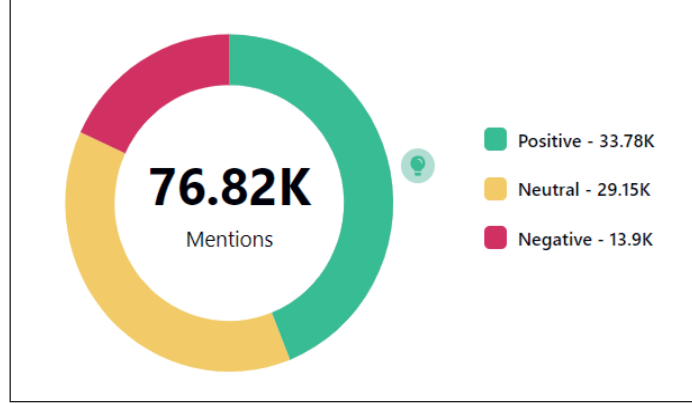 76.82K
Mentions
Positive - 33.78K
Neutral - 29.15K
Negative - 13.9K